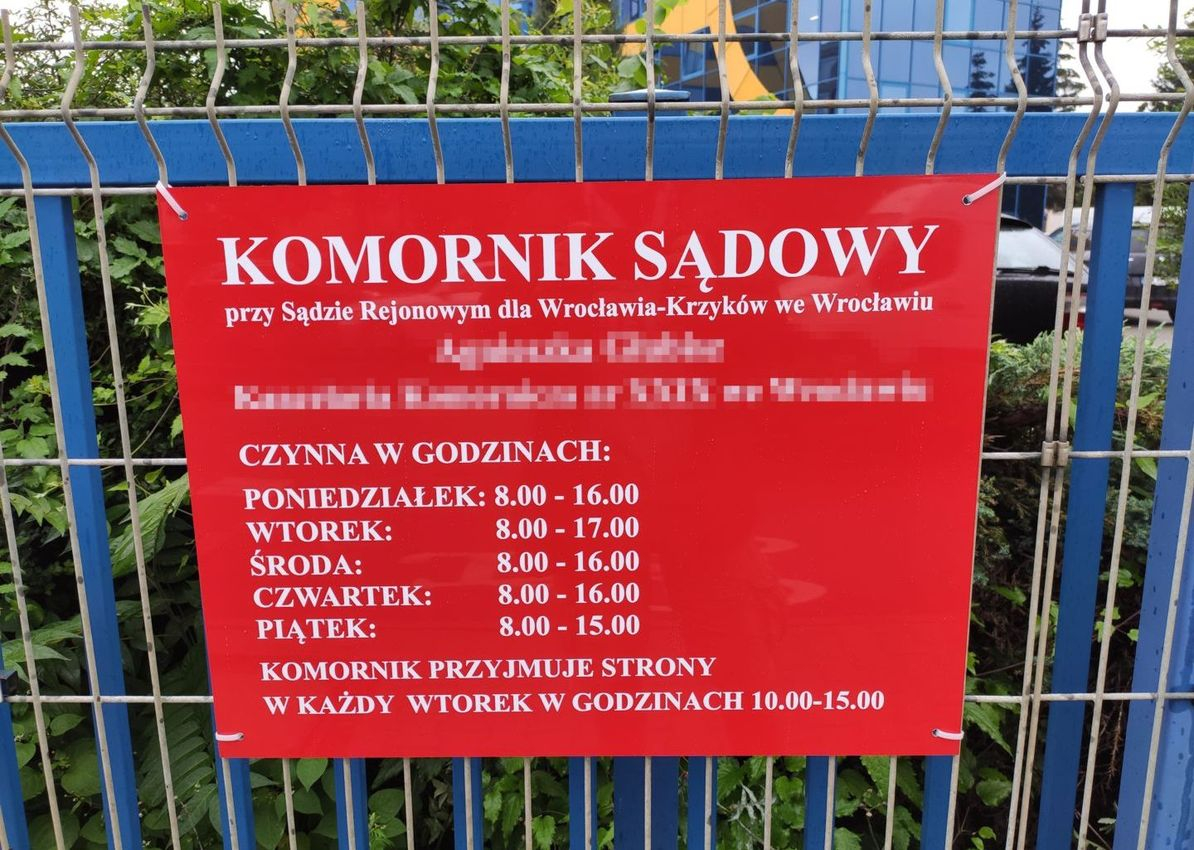 KOMORNIK SĄDOWY
przy Sądzie Rejonowym dla Wrocławia-Krzyków we Wrocławiu
CZYNNA W GODZINACH:
PONIEDZIAŁEK: 8.00 - 16.00
WTOREK: 8.00 - 17.00
ŚRODA: 8.00 - 16.00
CZWARTEK: 8.00 - 16.00
PIĄTEK: 8.00 - 15.00
KOMORNIK PRZYJMUJE STRONY
W KAŻDY WTOREK W GODZINACH 10.00-15.00